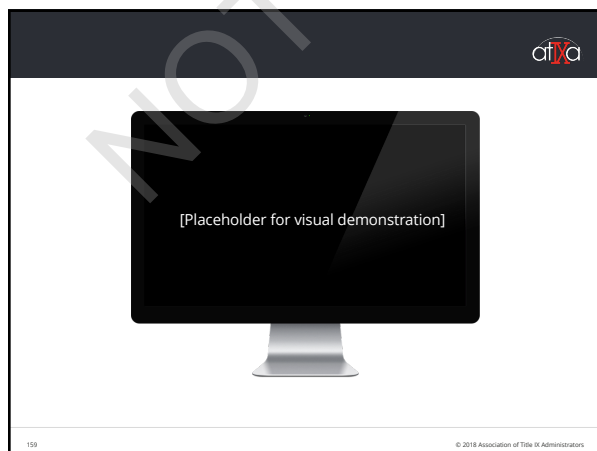 NOT
atIXa
[Placeholder for visual demonstration]
159
© 2018 Association of Title IX Administrators